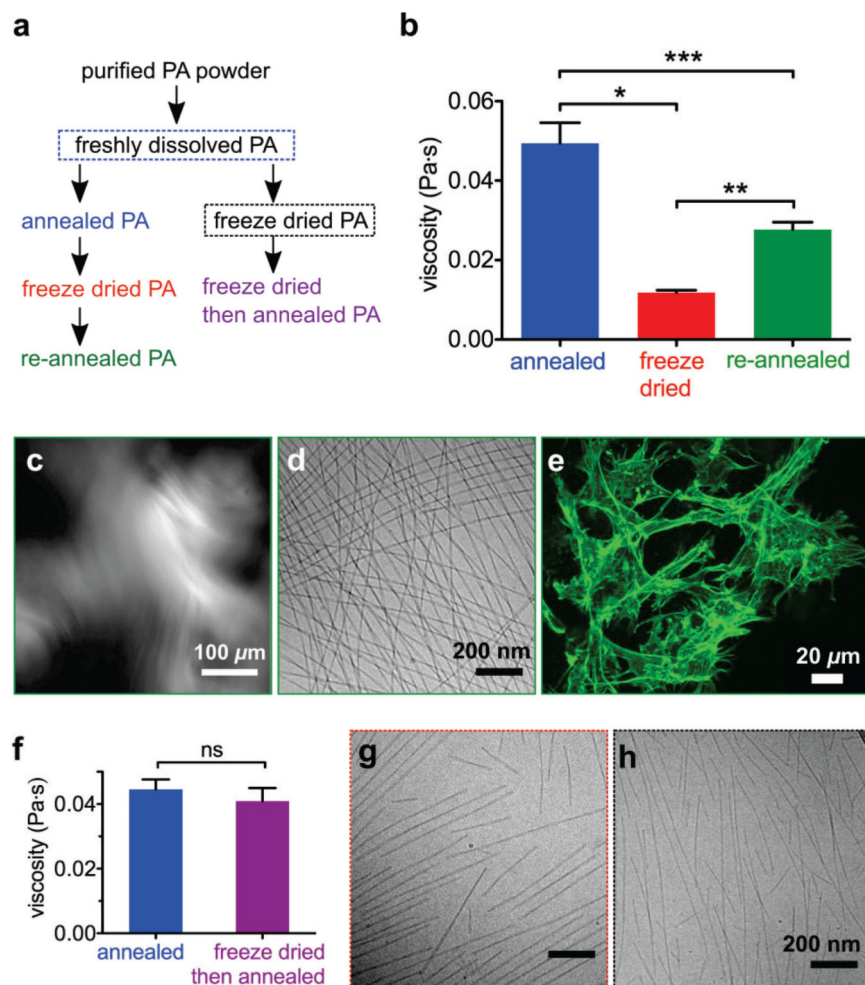 a
purified PA powder
freshly dissolved PA
annealed PA
freeze dried PA
freeze dried PA
freeze dried
then annealed PA
re-annealed PA
b
***
*
**
viscosity (Pa·s)
0.06
0.04
0.02
0.00
annealed
freeze
dried
re-annealed
c
100 µm
d
200 nm
e
20 µm
f
ns
viscosity (Pa·s)
0.04
0.02
0.00
annealed
freeze dried
then annealed
g
h
200 nm